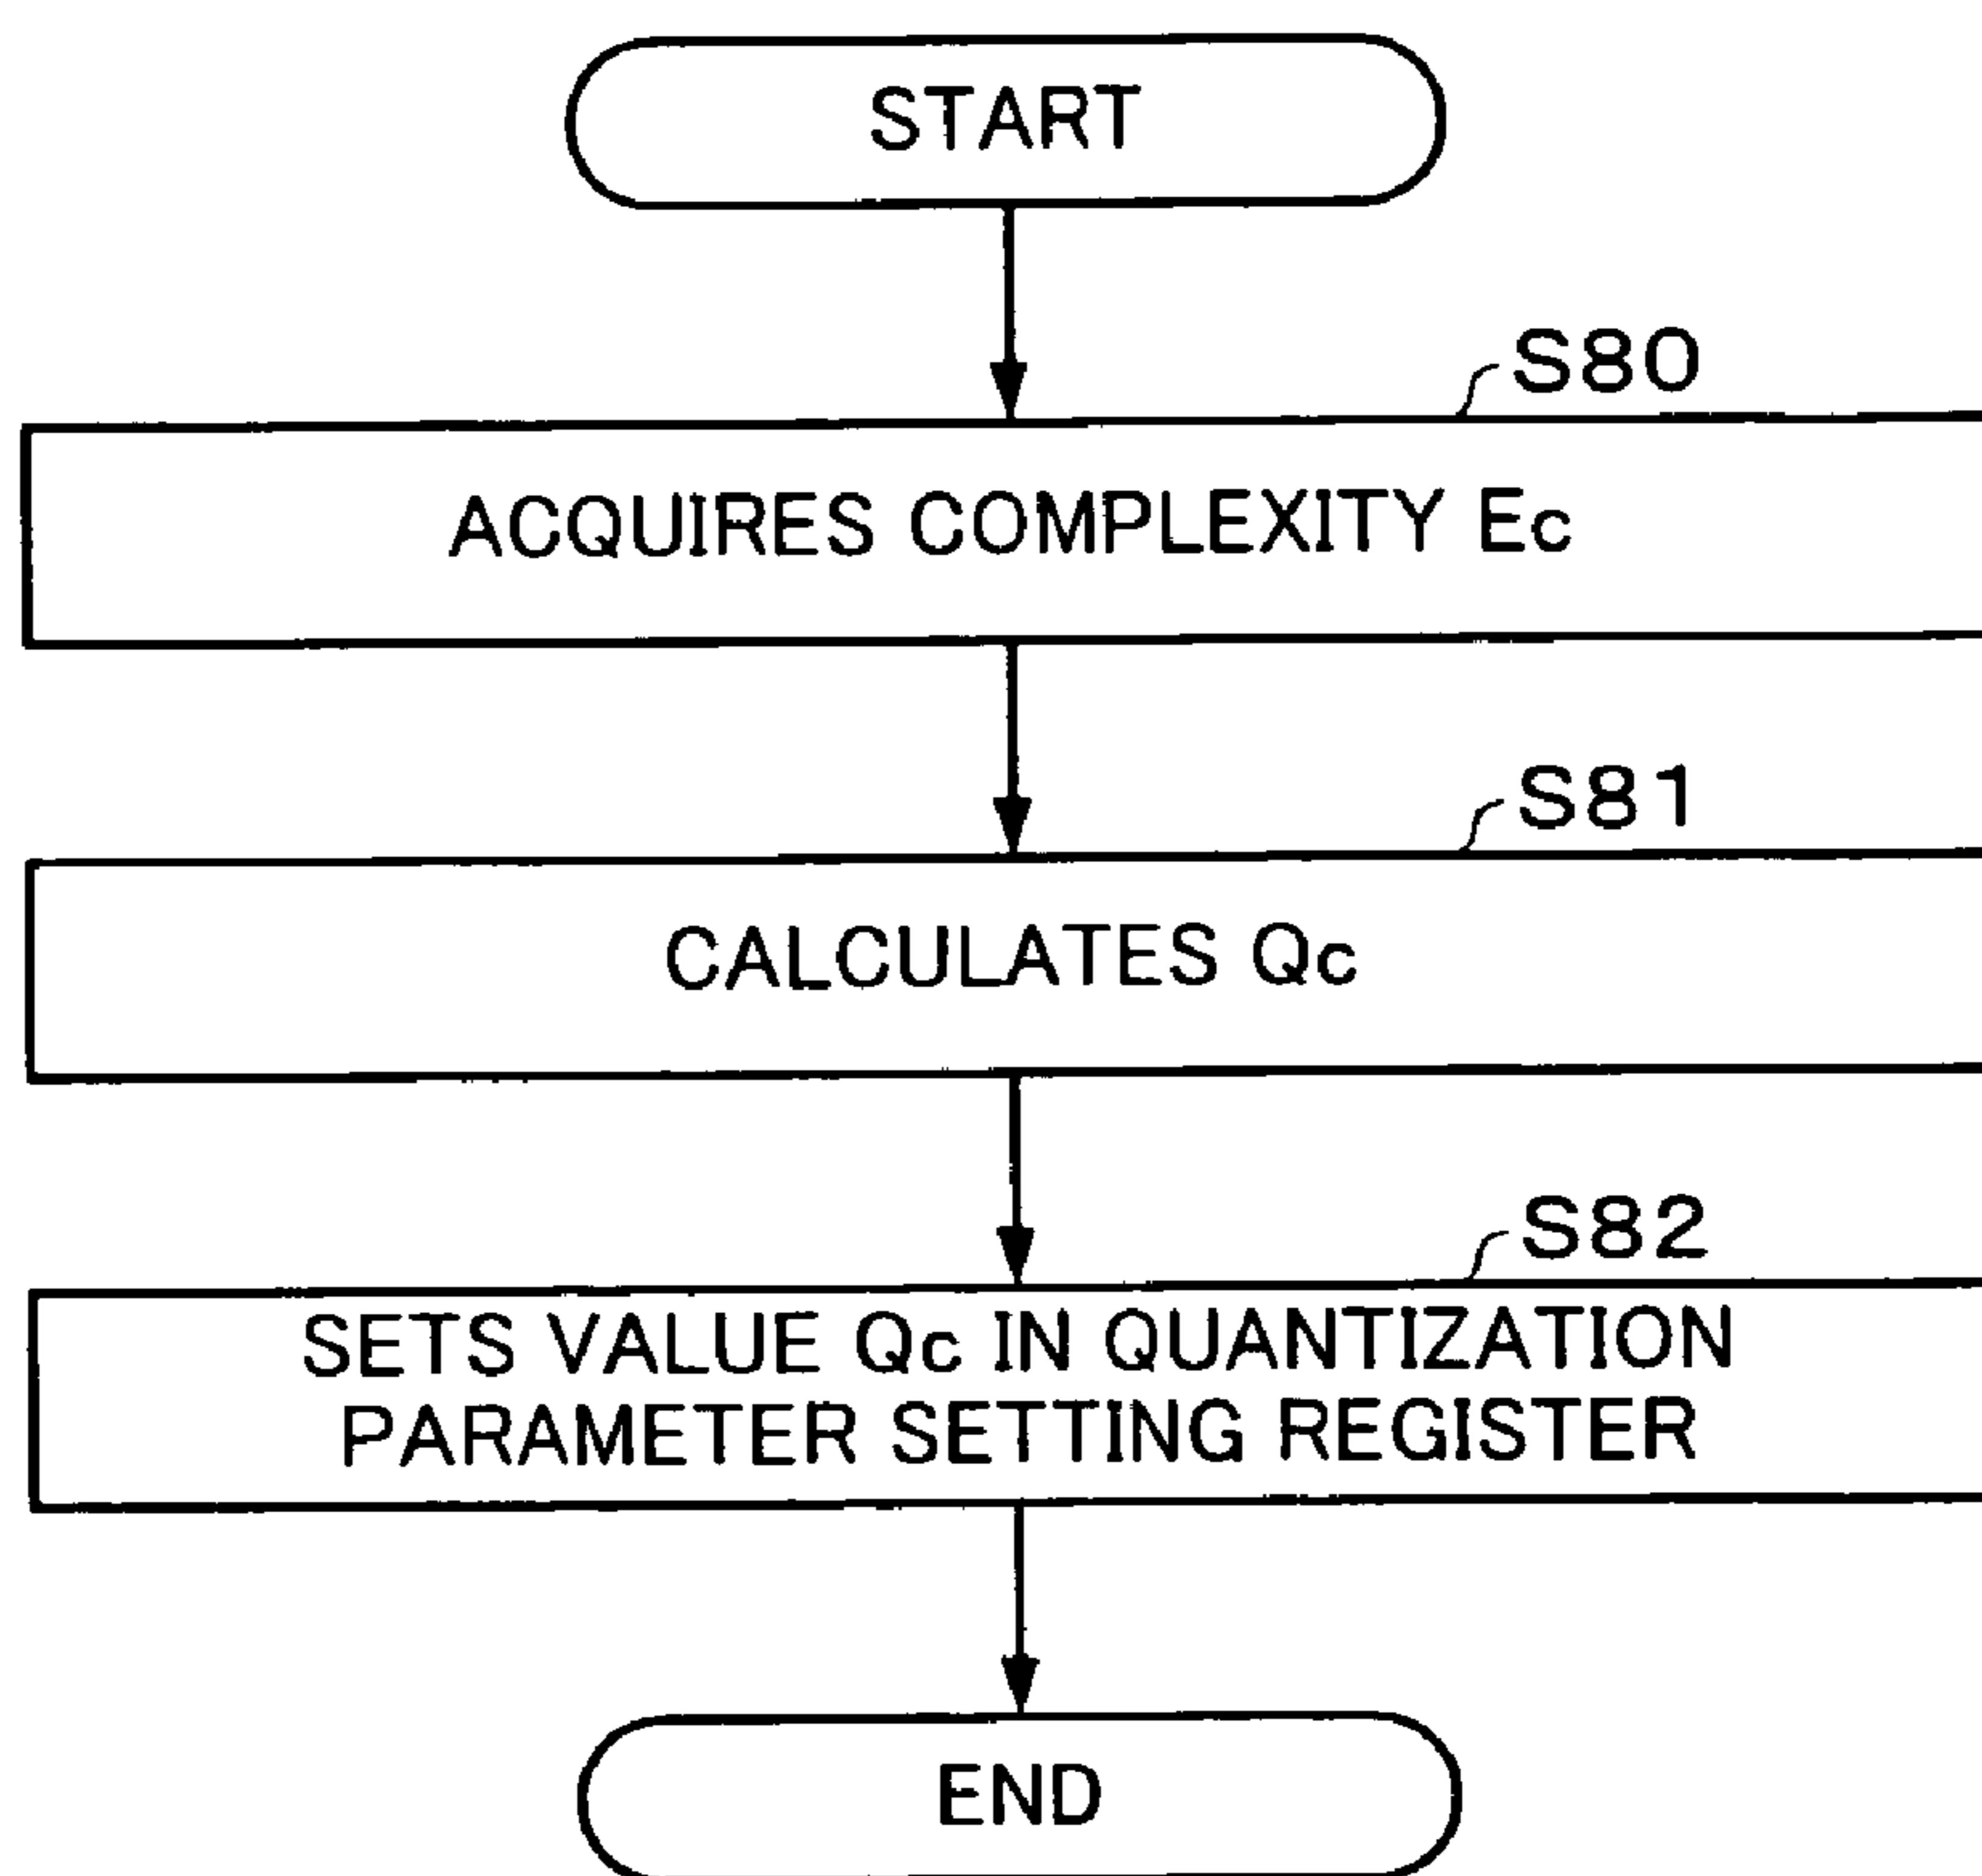 START
S80
ACQUIRES COMPLEXITY Ec
S81
CALCULATES Qc
S82
SETS VALUE Qc IN QUANTIZATION
PARAMETER SETTING REGISTER
END